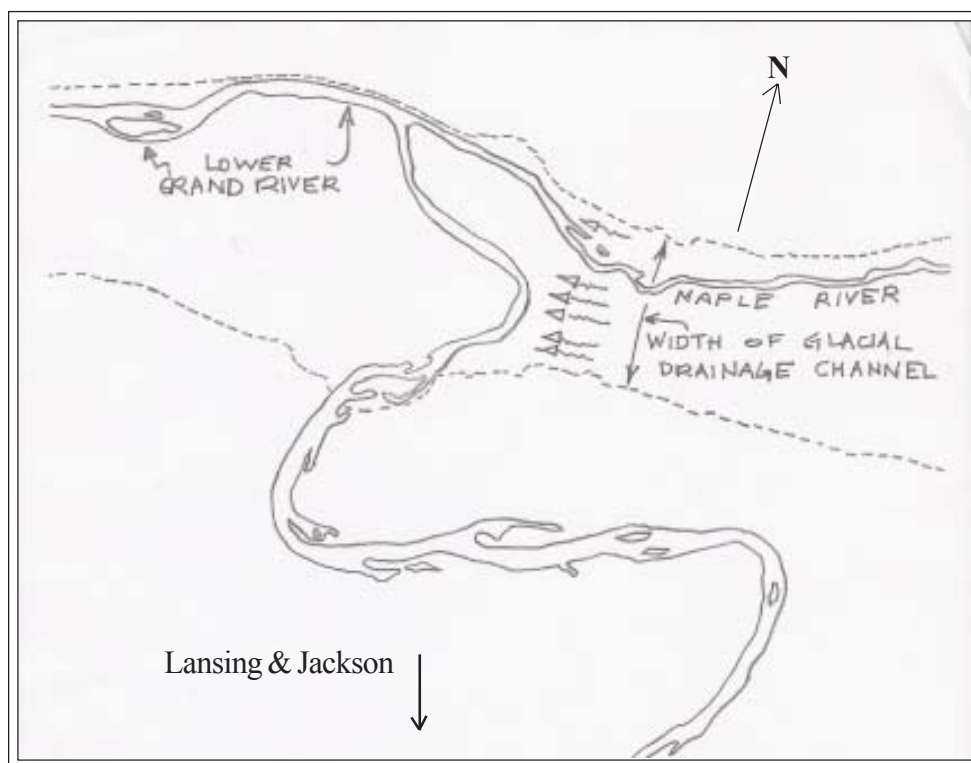 N
LOWER
GRAND RIVER
MAPLE RIVER
WIDTH OF GLACIAL
DRAINAGE CHANNEL
Lansing & Jackson